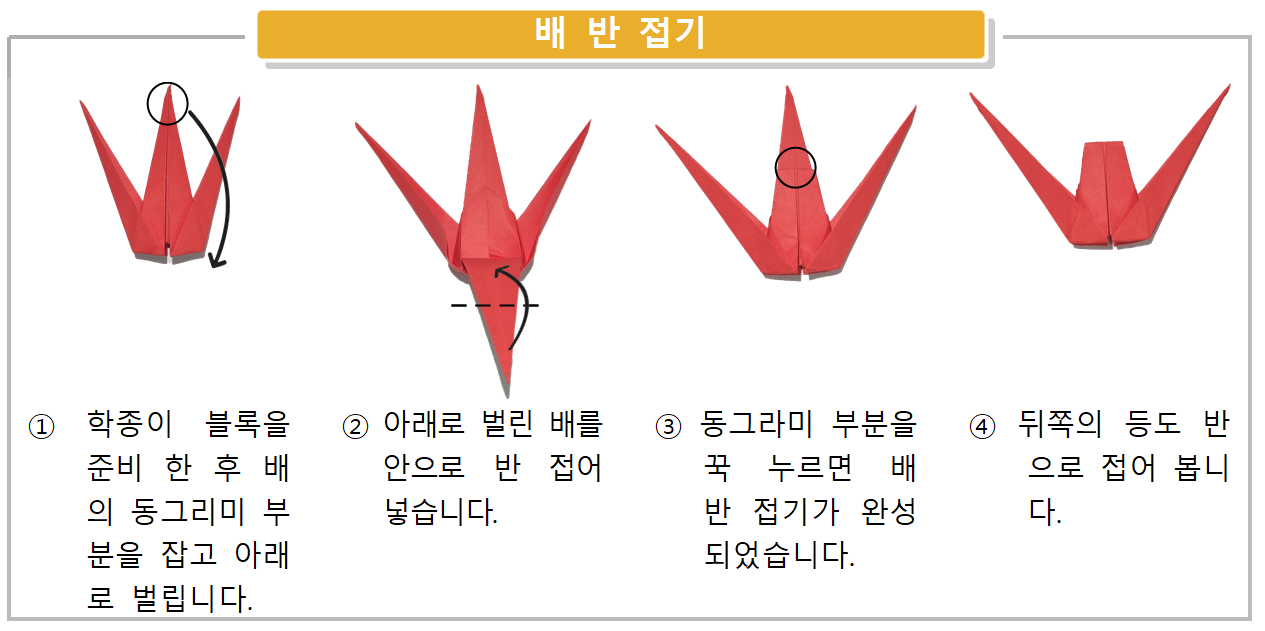 배 반 접기
① 학종이 블록을
준비 한 후 배
의 동그리미 부
분을 잡고 아래
로 벌립니다.
② 아래로 벌린 배를
안으로 반 접어
넣습니다.
③ 동그라미 부분을
꾹 누르면 배
반 접기가 완성
되었습니다.
④ 뒤쪽의 등도 반
으로 접어 봅니
다.